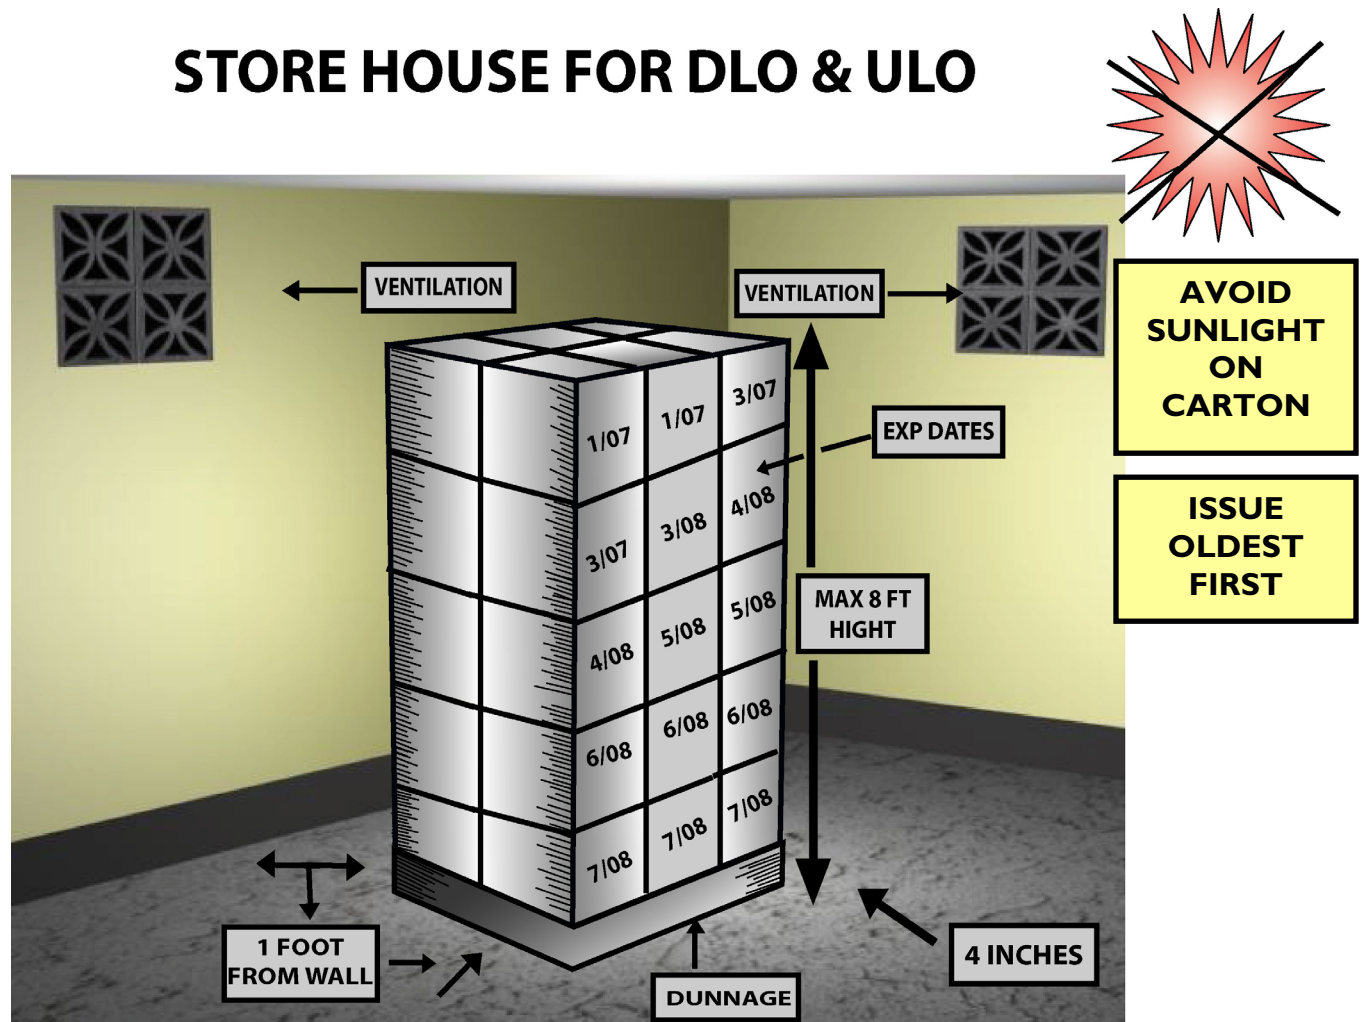 STORE HOUSE FOR DLO & ULO
VENTILATION
VENTILATION
AVOID
SUNLIGHT
ON
CARTON
EXP DATES
ISSUE
OLDEST
FIRST
MAX 8 FT
HIGHT
1/07 1/07 3/07
3/07 3/08 4/08
4/08 5/08 5/08
6/08 6/08 6/08
7/08 7/08 7/08
1 FOOT
FROM WALL
4 INCHES
DUNNAGE